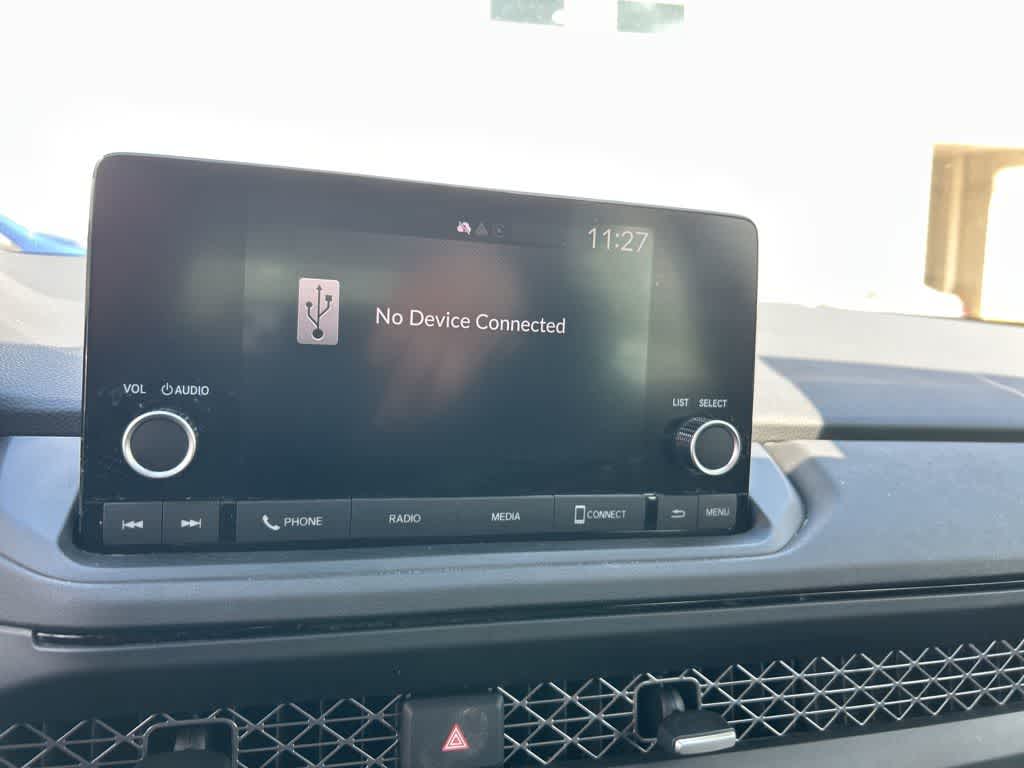 11:27
No Device Connected
VOL AUDIO
LIST SELECT
PHONE RADIO MEDIA CONNECT MENU